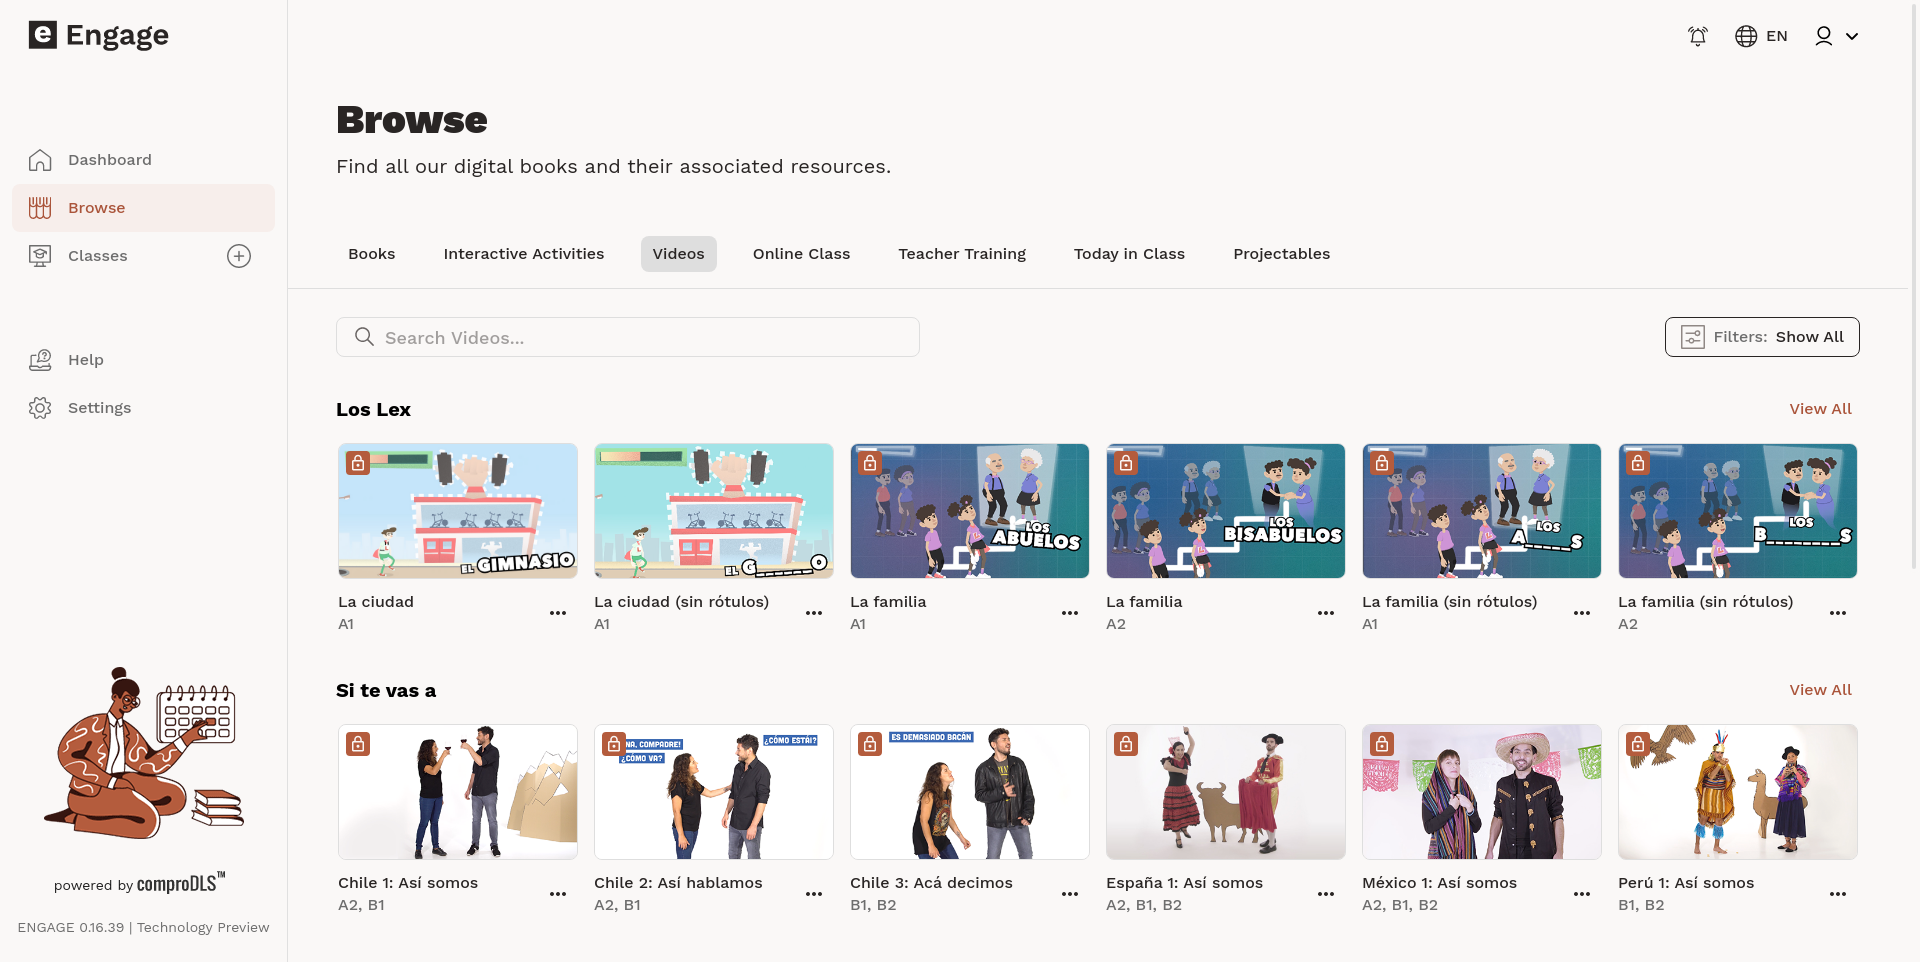 e Engage
EN
Dashboard
Browse
Classes
Help
Settings
powered by comproDLS™
ENGAGE 0.16.39 | Technology Preview
Browse
Find all our digital books and their associated resources.
Books Interactive Activities Videos Online Class Teacher Training Today in Class Projectables
Search Videos...
Filters: Show All
Los Lex
View All
EL GIMNASIO
EL G_____O
LOS
ABUELOS
LOS
BISABUELOS
LOS
A_____S
LOS
B________S
La ciudad
A1
La ciudad (sin rótulos)
A1
La familia
A1
La familia
A2
La familia (sin rótulos)
A1
La familia (sin rótulos)
A2
Si te vas a
View All
NA, COMPADRE!
¿CÓMO VA?
¿CÓMO ESTÁI?
ES DEMASIADO BACÁN
Chile 1: Así somos
A2, B1
Chile 2: Así hablamos
A2, B1
Chile 3: Acá decimos
B1, B2
España 1: Así somos
A2, B1, B2
México 1: Así somos
A2, B1, B2
Perú 1: Así somos
B1, B2